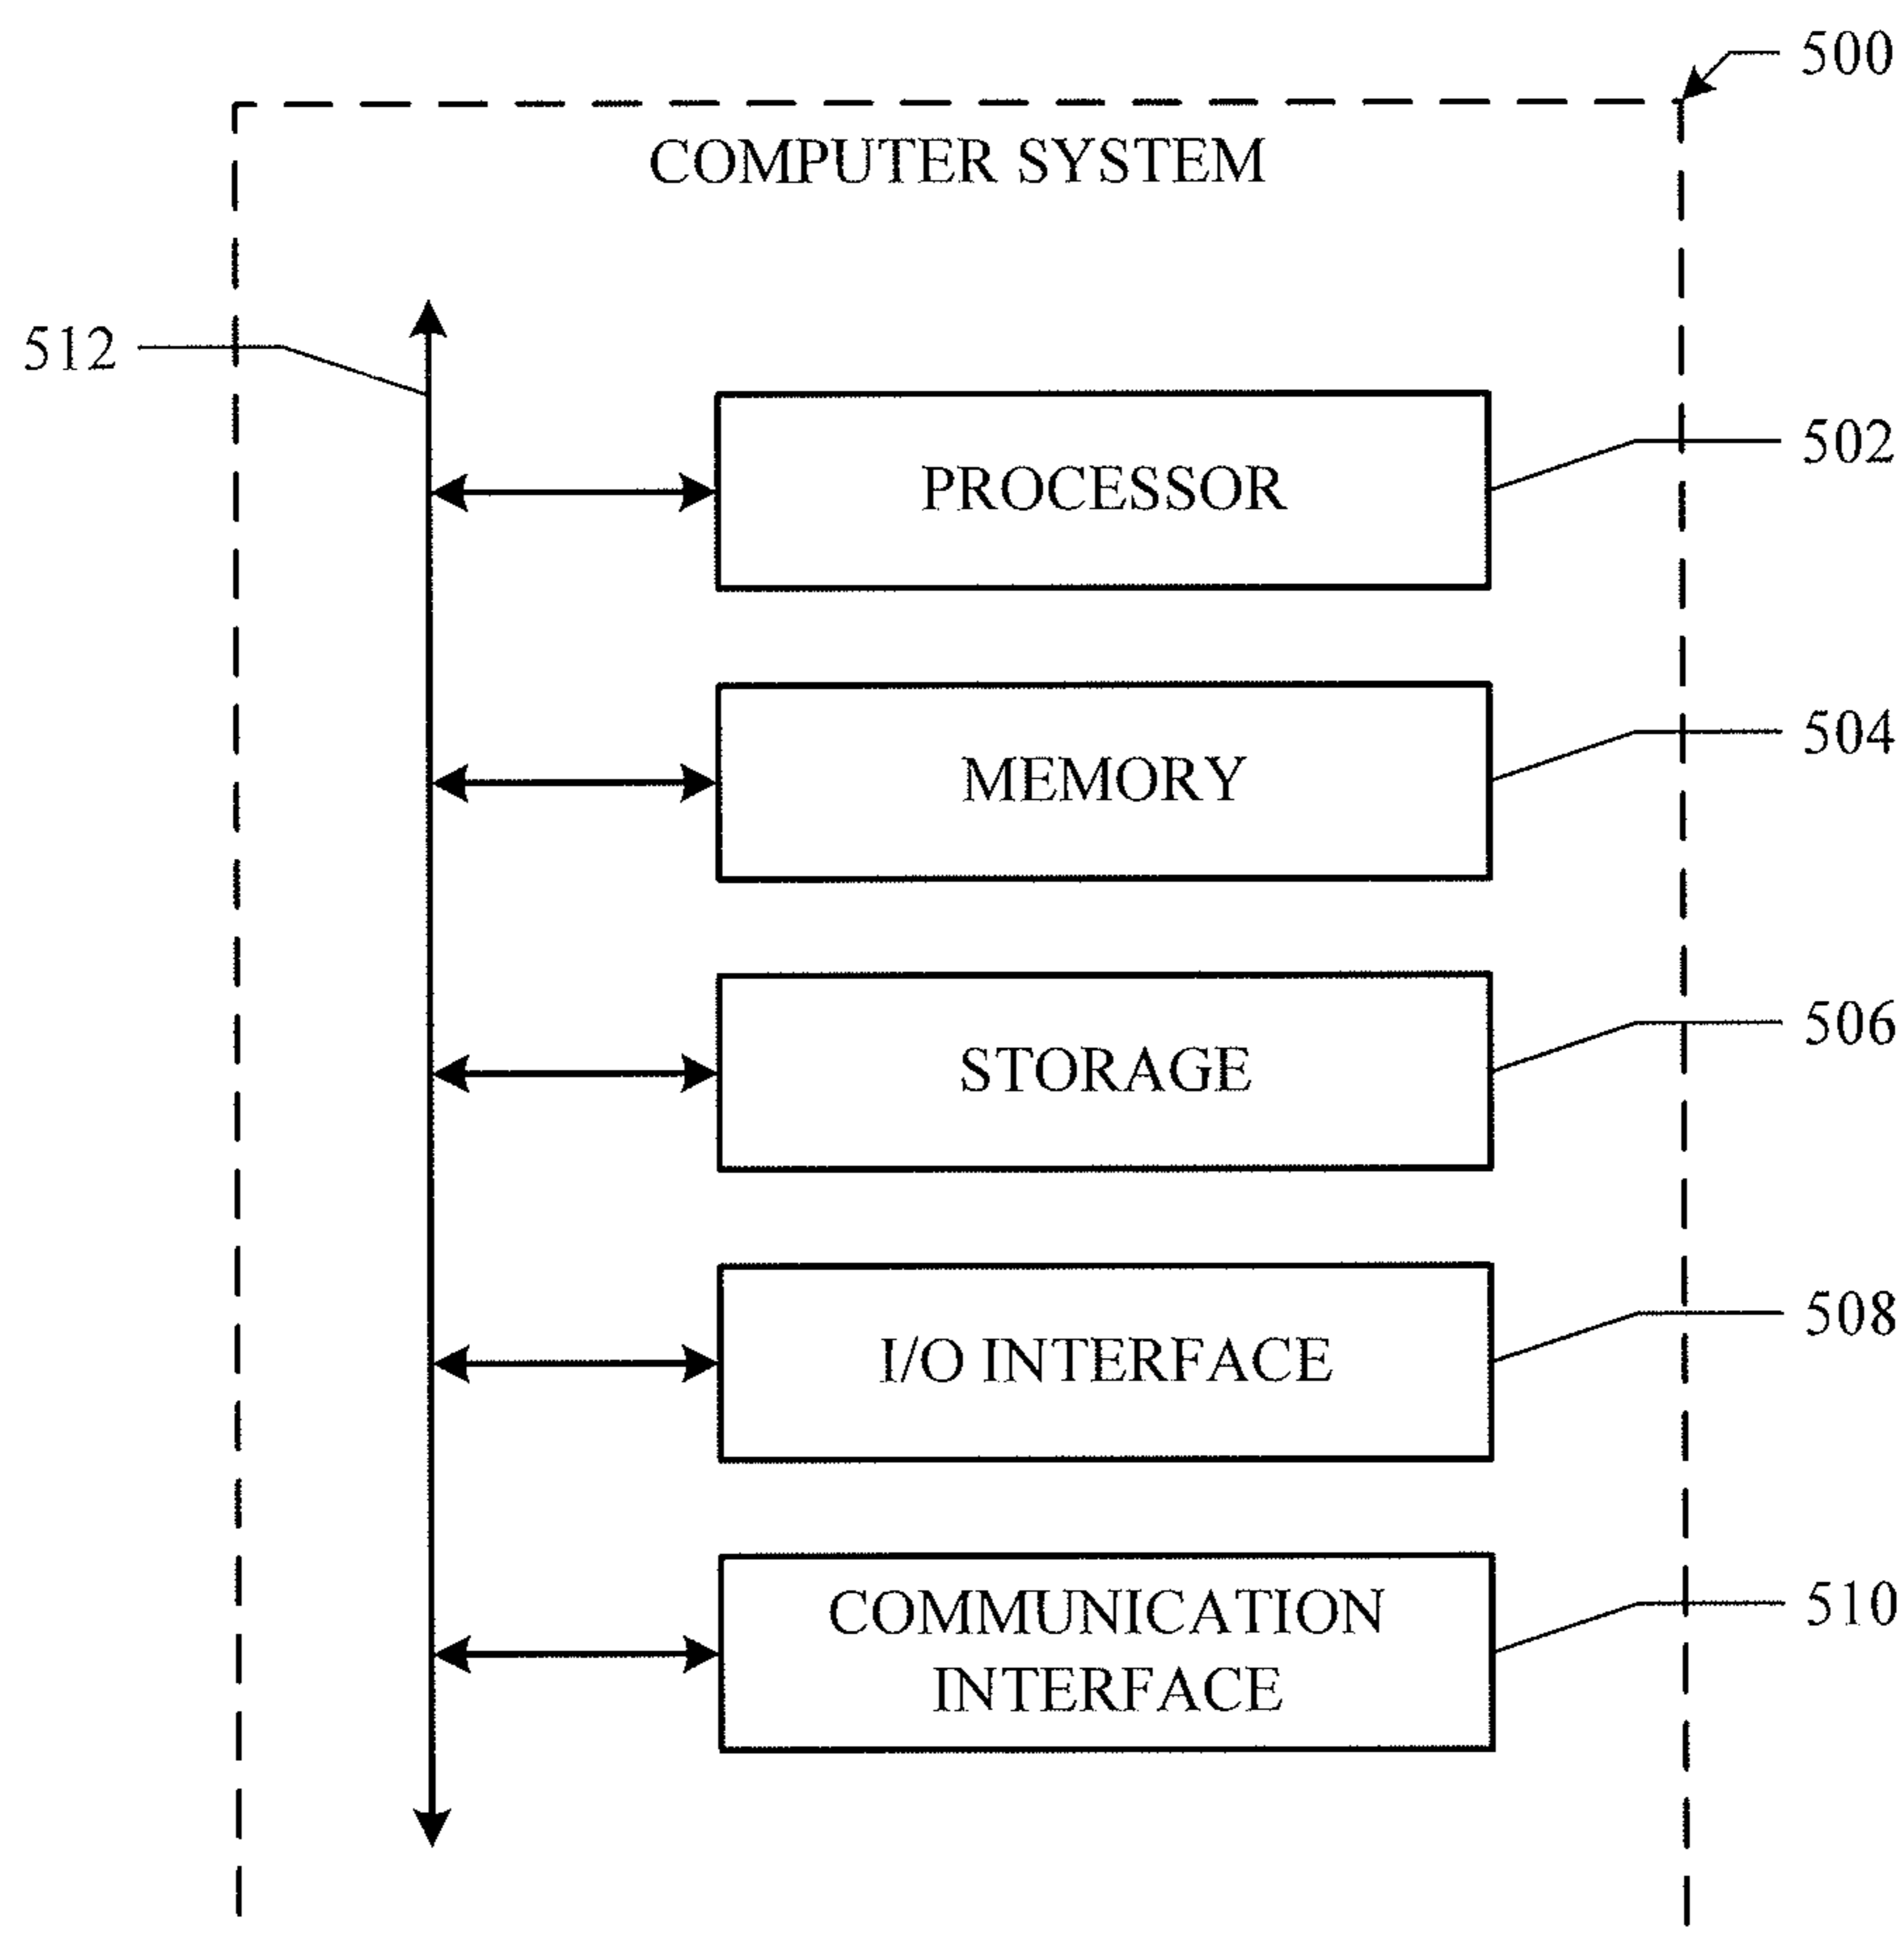 500
COMPUTER SYSTEM
512
502
PROCESSOR
504
MEMORY
506
STORAGE
508
I/O INTERFACE
510
COMMUNICATION
INTERFACE